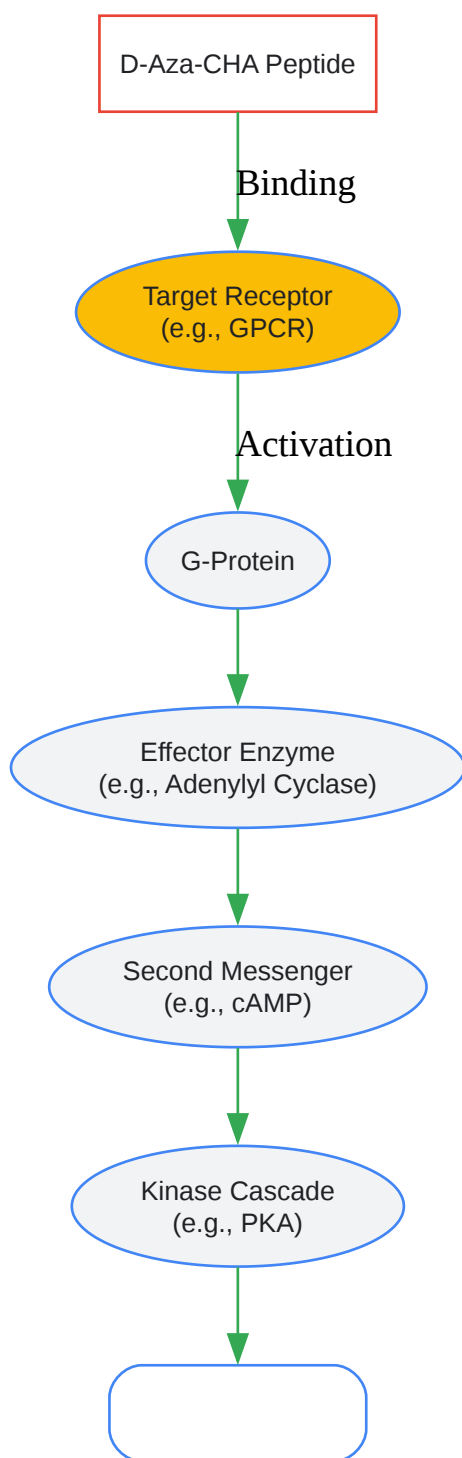 D-Aza-CHA Peptide
Binding
Target Receptor
(e.g., GPCR)
Activation
G-Protein
Effector Enzyme
(e.g., Adenylyl Cyclase)
Second Messenger
(e.g., cAMP)
Kinase Cascade
(e.g., PKA)